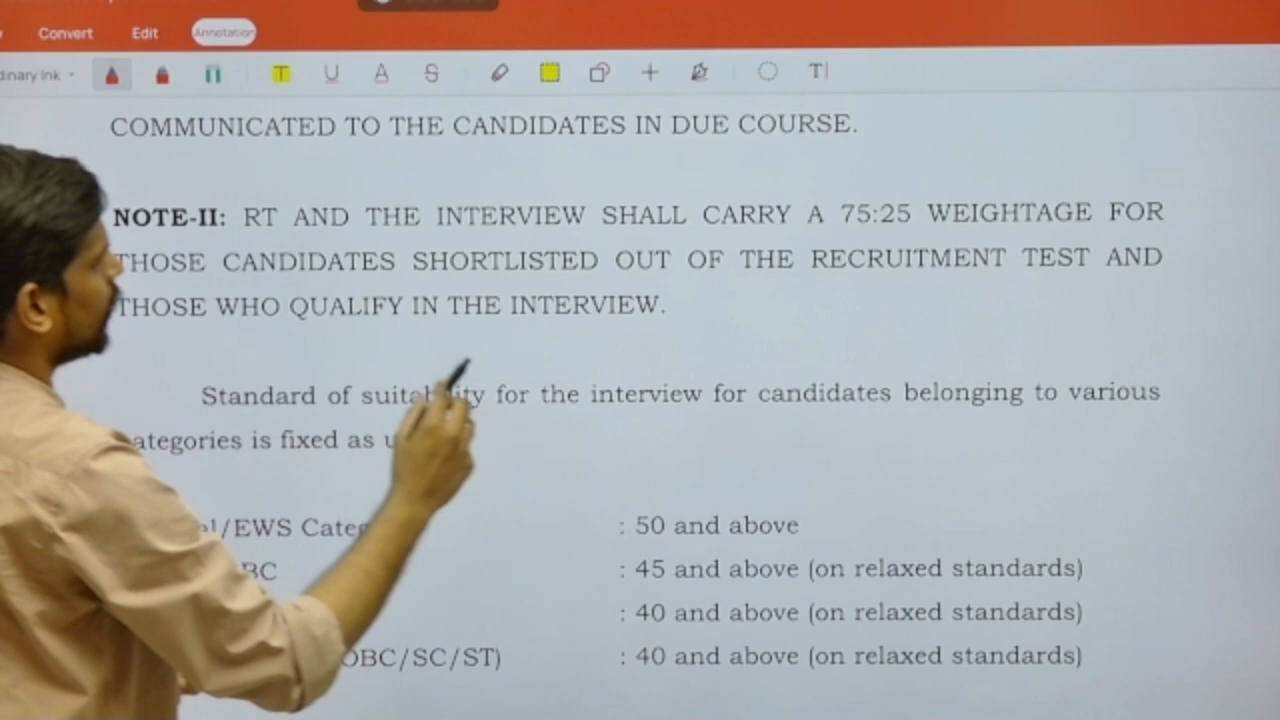 Convert Edit Annotation
dinary Ink
COMMUNICATED TO THE CANDIDATES IN DUE COURSE.
NOTE-II: RT AND THE INTERVIEW SHALL CARRY A 75:25 WEIGHTAGE FOR
THOSE CANDIDATES SHORTLISTED OUT OF THE RECRUITMENT TEST AND
THOSE WHO QUALIFY IN THE INTERVIEW.
Standard of suitability for the interview for candidates belonging to various
ategories is fixed as
/EWS Categ : 50 and above
BC : 45 and above (on relaxed standards)
: 40 and above (on relaxed standards)
OBC/SC/ST) : 40 and above (on relaxed standards)